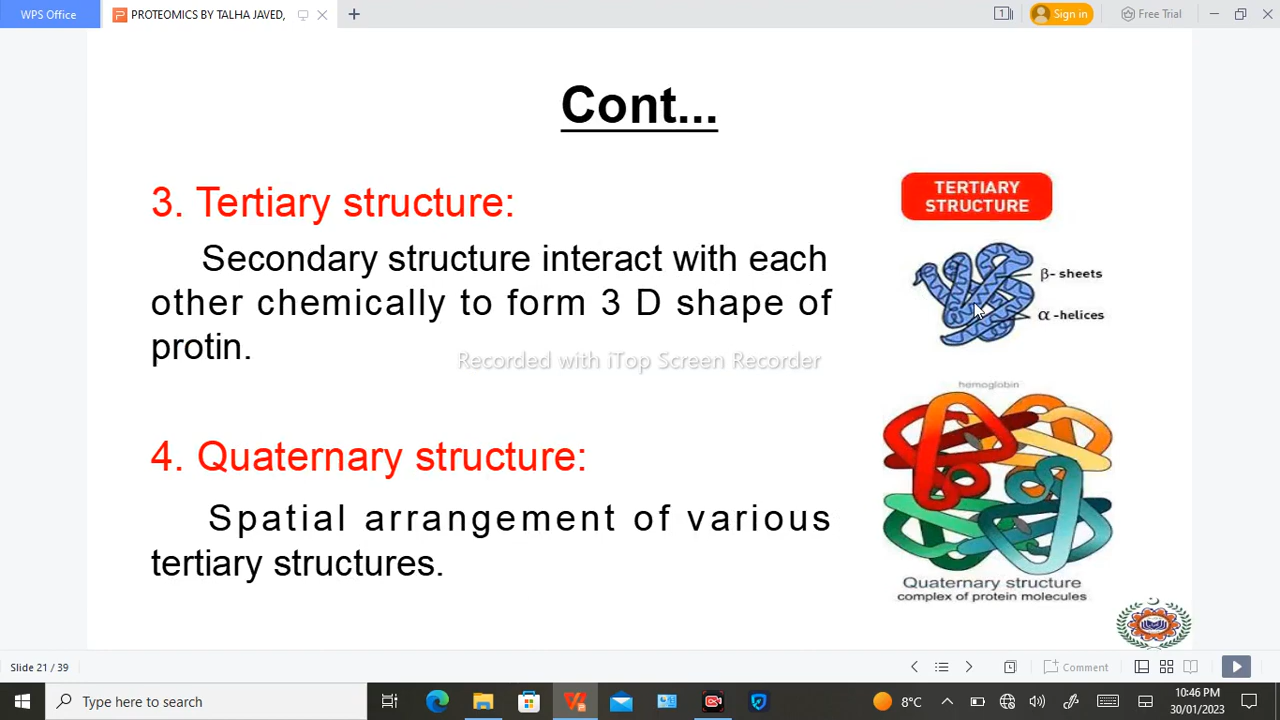 WPS Office
PROTEOMICS BY TALHA JAVED,
Sign in
Free Trial
Cont...
3. Tertiary structure:
Secondary structure interact with each
other chemically to form 3 D shape of
protin.
TERTIARY
STRUCTURE
β- sheets
α -helices
Recorded with iTop Screen Recorder
hemoglobin
4. Quaternary structure:
Spatial arrangement of various
tertiary structures.
Quaternary structure
complex of protein molecules
Slide 21 / 39
Comment
Type here to search
8°C
10:46 PM
30/01/2023